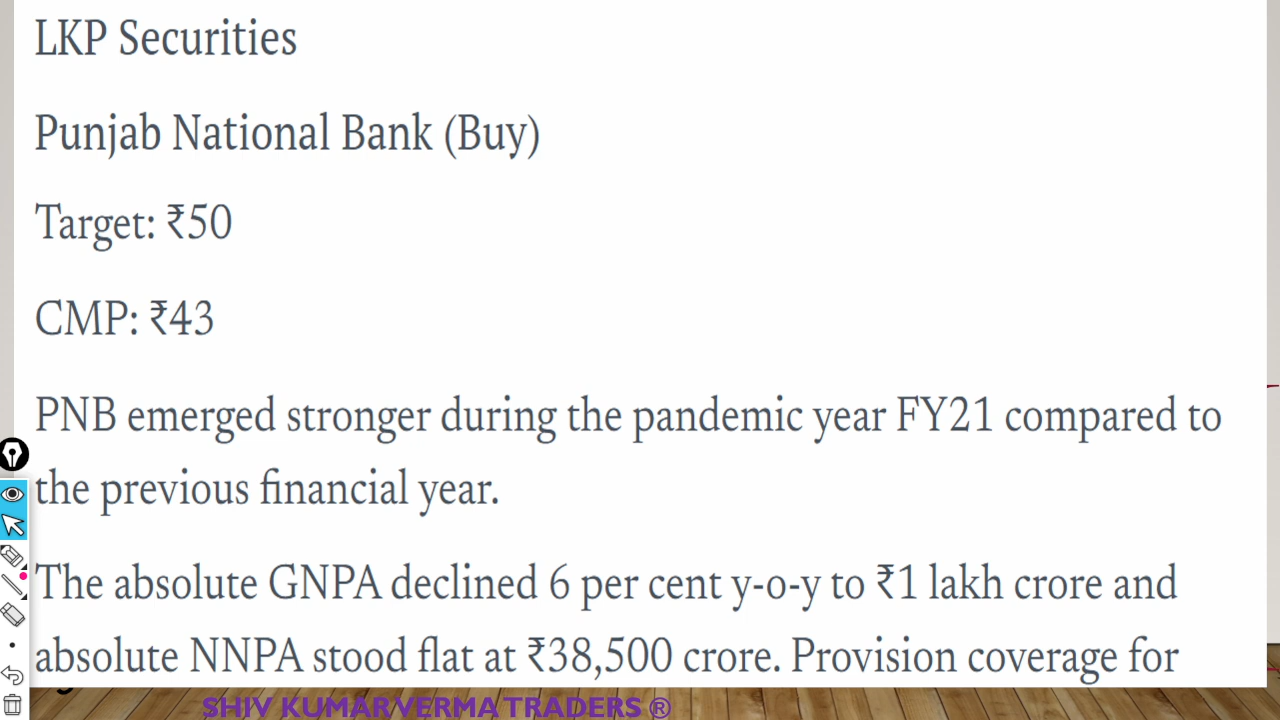 LKP Securities
Punjab National Bank (Buy)
Target: ₹50
CMP: ₹43
PNB emerged stronger during the pandemic year FY21 compared to
the previous financial year.
The absolute GNPA declined 6 per cent y-o-y to ₹1 lakh crore and
absolute NNPA stood flat at ₹38,500 crore. Provision coverage for
SHIV KUMARVERMA TRADERS ®